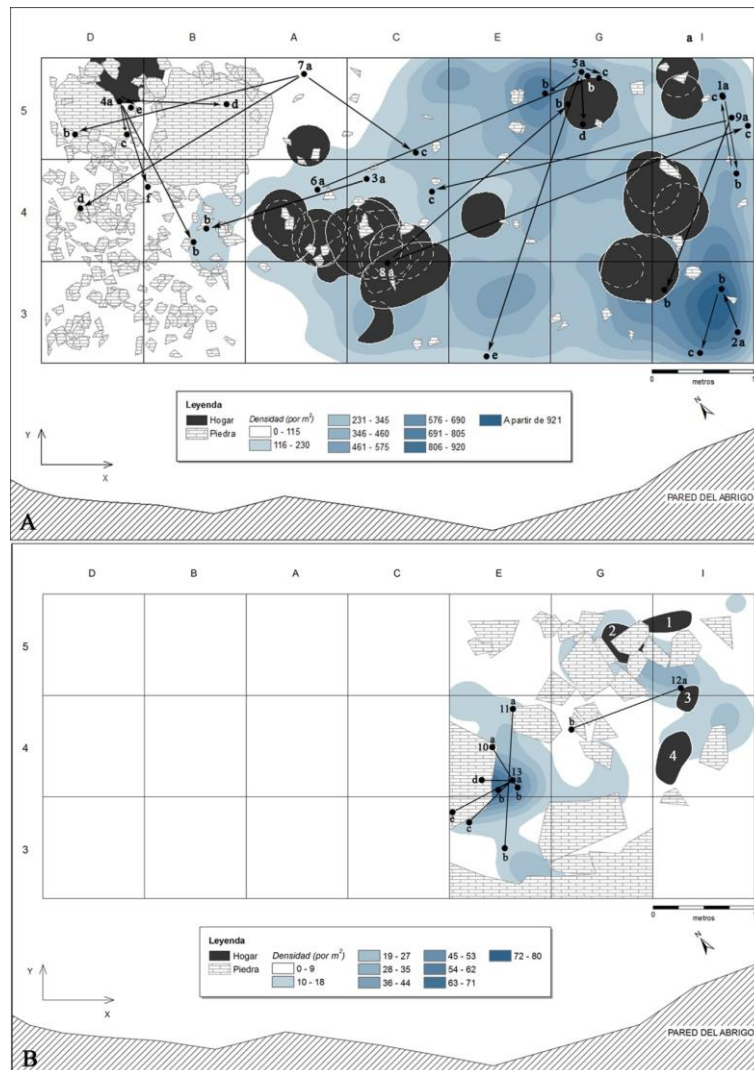 D B A C E G a I
7a
5a c
4a e d b b 1a
b c b d c 9a
5 c c
6a 3a b
d f c
4 b
b
8a b b
3 2a
e c
0 1
metros
N
Leyenda
Hogar
Piedra
Densidad (por m²)
0 - 115
116 - 230
231 - 345
346 - 460
461 - 575
576 - 690
691 - 805
806 - 920
A partir de 921
Y
X
PARED DEL ABRIGO
A
D B A C E G I
5 2 1
12a
11 a 3
b
4 10 a 4
d 13 a
b b
c
3 b
0
metros
N
Leyenda
Hogar
Piedra
Densidad (por m²)
0 - 9
10 - 18
19 - 27
28 - 35
36 - 44
45 - 53
54 - 62
63 - 71
72 - 80
Y
X
PARED DEL ABRIGO
B